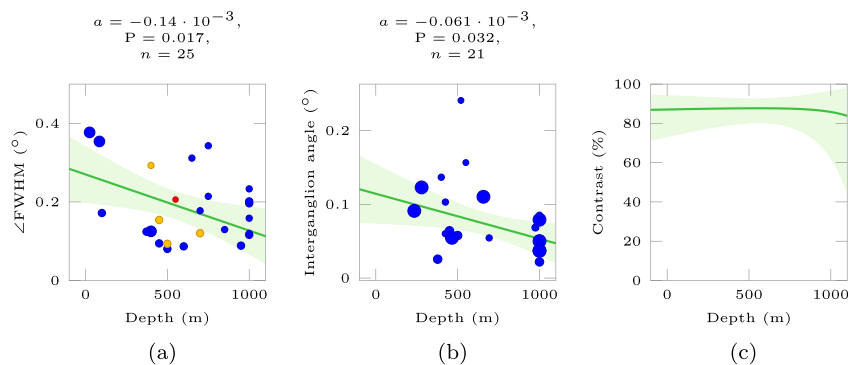 a = −0.14 · 10⁻³,
P = 0.017,
n = 25
∠FWHM (°)
0.4
0.2
0
0
500
1000
Depth (m)
(a)
a = −0.061 · 10⁻³,
P = 0.032,
n = 21
Interganglion angle (°)
0.2
0.1
0
0
500
1000
Depth (m)
(b)
Contrast (%)
100
80
60
40
20
0
0
500
1000
Depth (m)
(c)